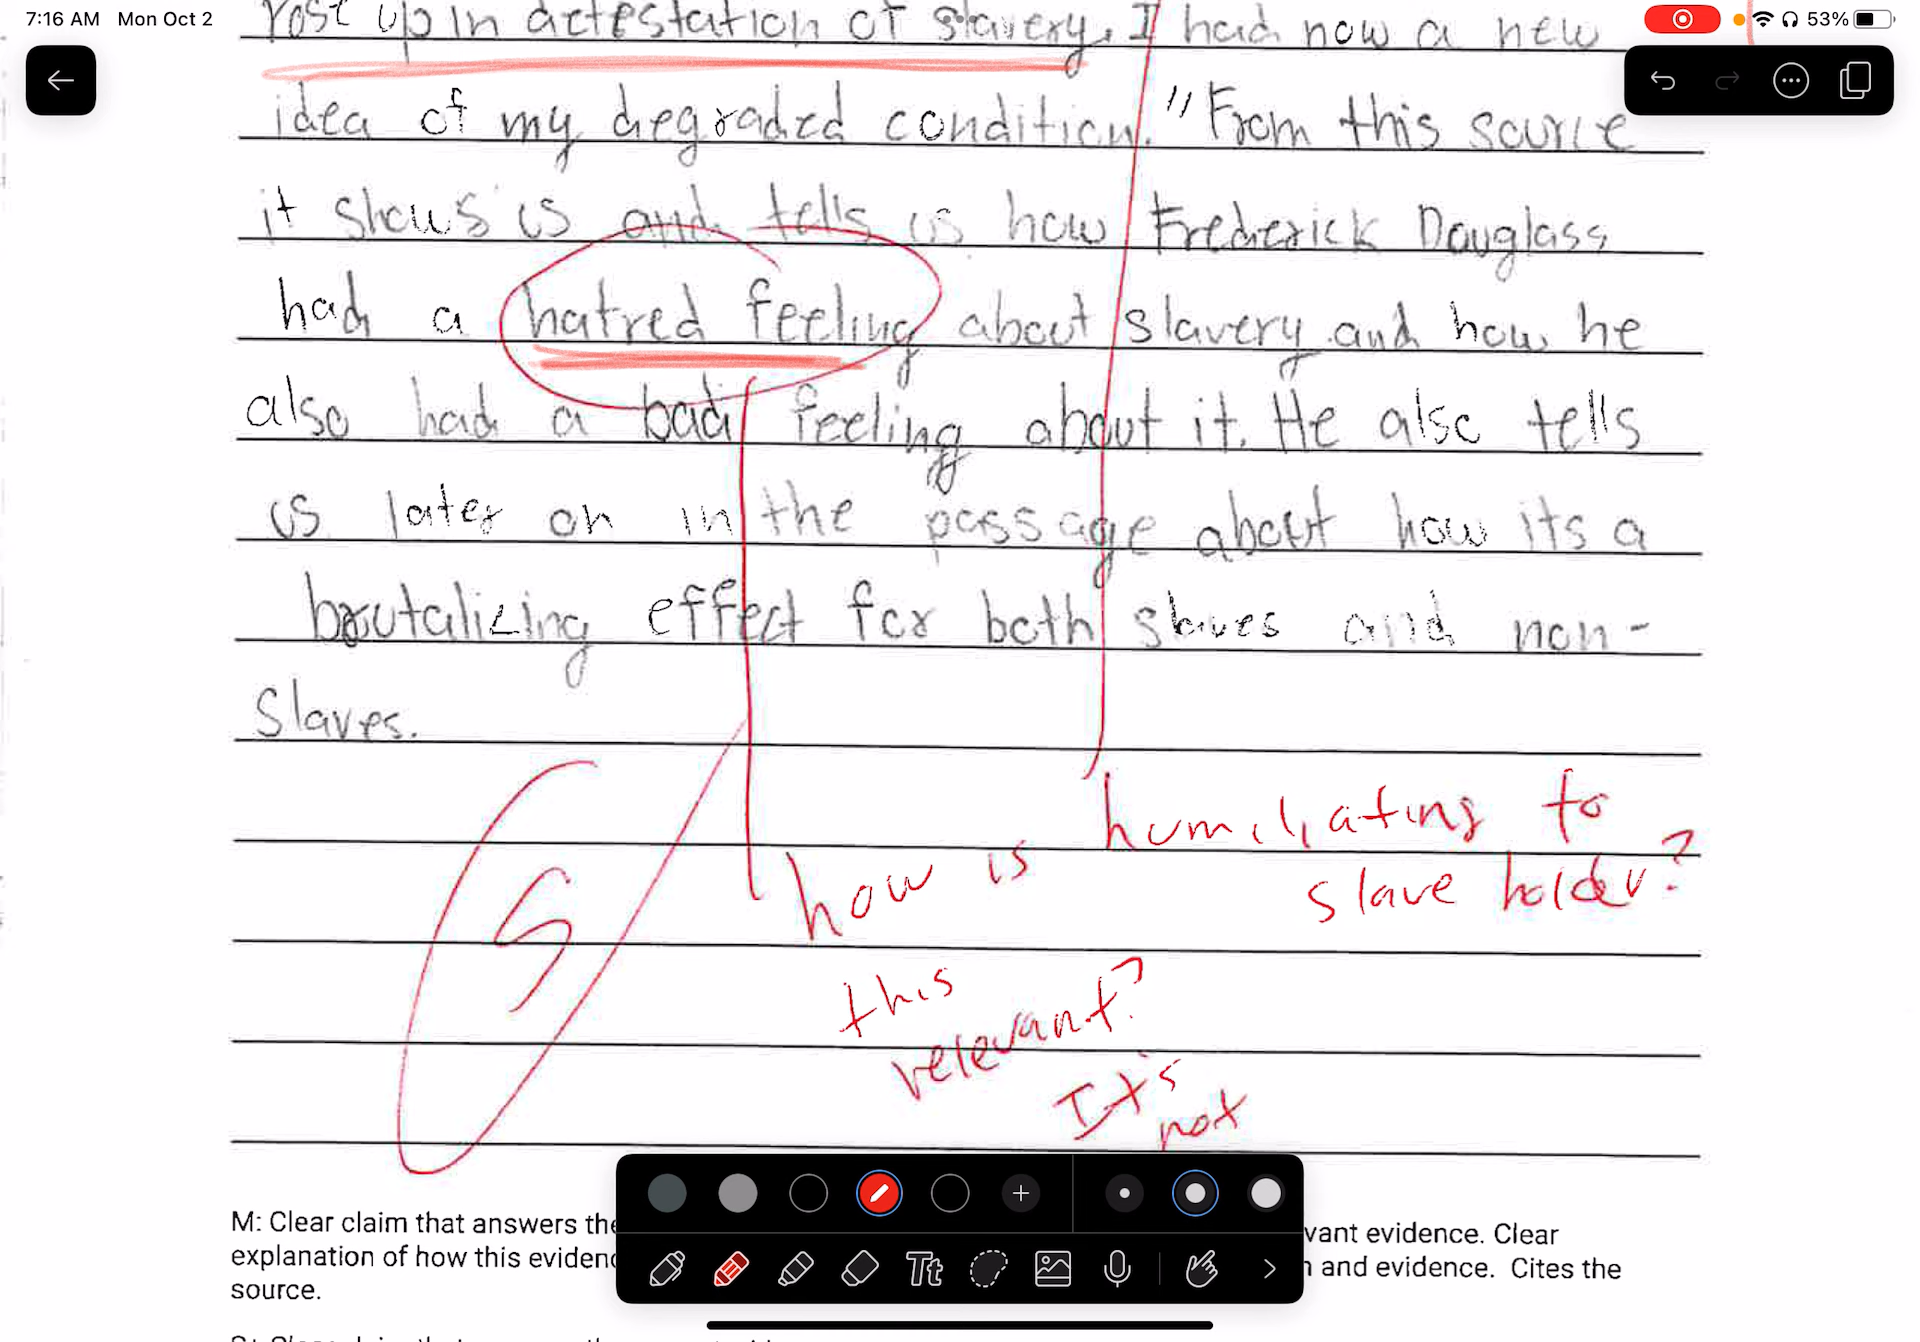 7:16 AM Mon Oct 2
53%
rose up in detestation of slavery. I had now a new
idea of my degraded condition." From this source
it shows us and tells us how Frederick Douglass
had a hatred feeling about slavery and how he
also had a bad feeling about it. He also tells
us later on in the passage about how its a
brutalizing effect for both slaves and non-
slaves.
humiliating to
slave holder?
how is
this
relevant?
It's
not
S
M: Clear claim that answers the
vant evidence. Clear
explanation of how this evidenc
n and evidence. Cites the
source.
Tt